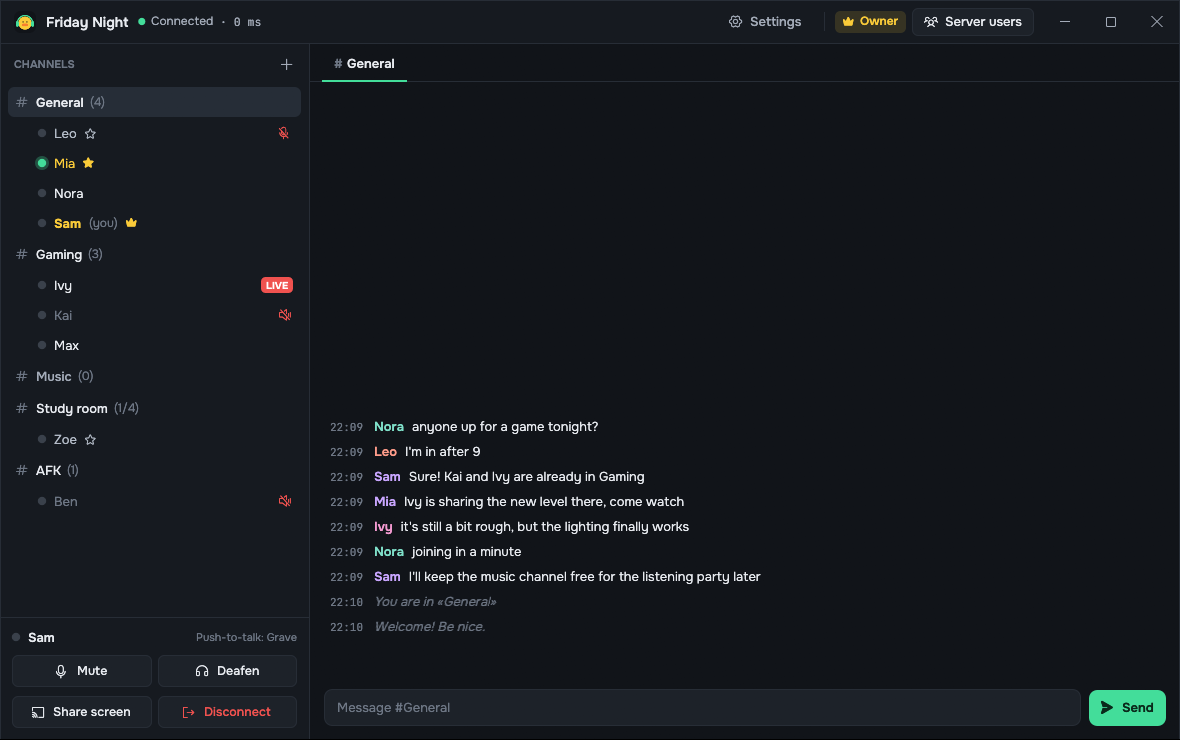 Friday Night Connected · 0 ms Settings Owner Server users
CHANNELS
# General
# General (4)
Leo
Mia
Nora
Sam (you)
# Gaming (3)
Ivy LIVE
Kai
Max
# Music (0)
# Study room (1/4)
Zoe
# AFK (1)
Ben
22:09 Nora anyone up for a game tonight?
22:09 Leo I'm in after 9
22:09 Sam Sure! Kai and Ivy are already in Gaming
22:09 Mia Ivy is sharing the new level there, come watch
22:09 Ivy it's still a bit rough, but the lighting finally works
22:09 Nora joining in a minute
22:09 Sam I'll keep the music channel free for the listening party later
22:10 You are in «General»
22:10 Welcome! Be nice.
Sam Push-to-talk: Grave
Mute Deafen
Share screen Disconnect
Message #General Send